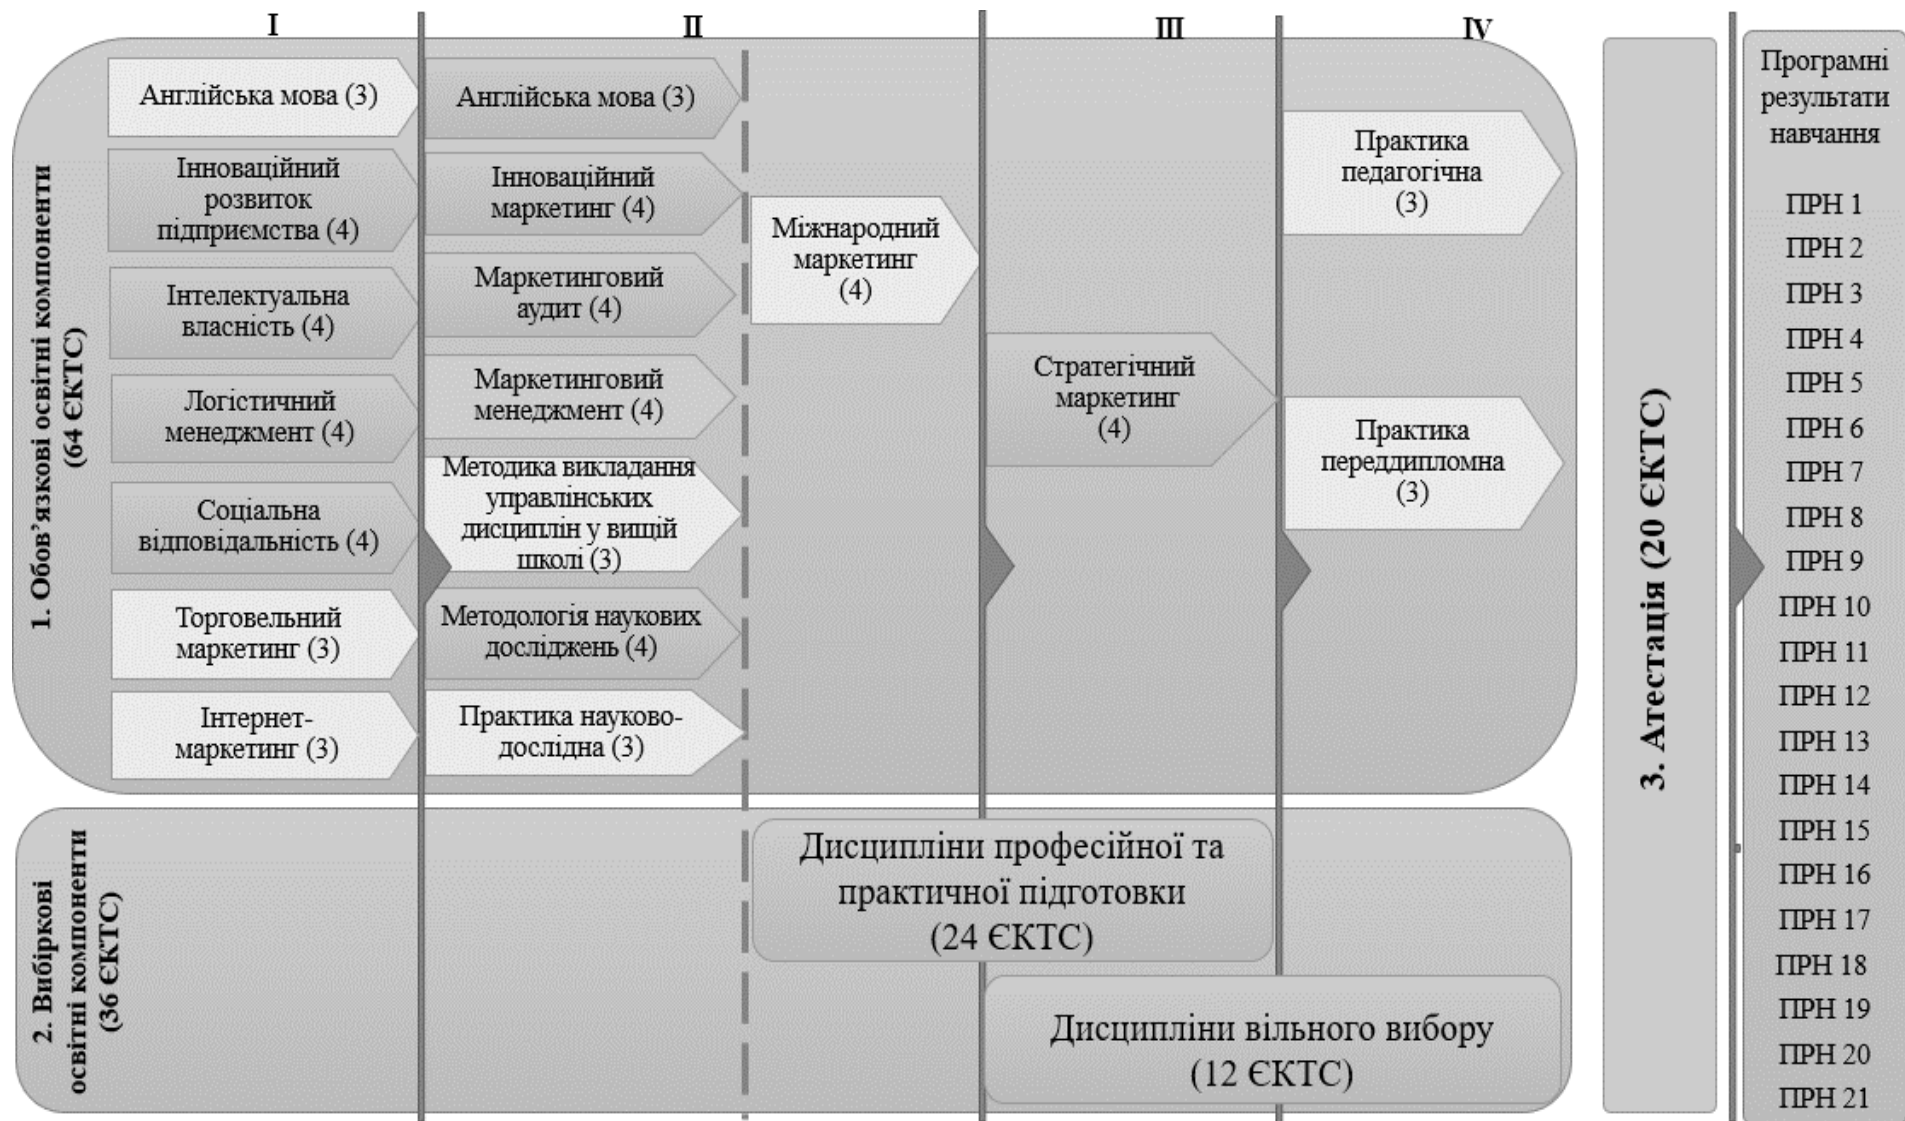 I
II
III
IV
1. Обов’язкові освітні компоненти
(64 ЄКТС)
Англійська мова (3)
Інноваційний
розвиток
підприємства (4)
Інтелектуальна
власність (4)
Логістичний
менеджмент (4)
Соціальна
відповідальність (4)
Торговельний
маркетинг (3)
Інтернет-
маркетинг (3)
Англійська мова (3)
Інноваційний
маркетинг (4)
Маркетинговий
аудит (4)
Маркетинговий
менеджмент (4)
Методика викладання
управлінських
дисциплін у вищій
школі (3)
Методологія наукових
досліджень (4)
Практика науково-
дослідна (3)
Міжнародний
маркетинг
(4)
Стратегічний
маркетинг
(4)
Практика
педагогічна
(3)
Практика
переддипломна
(3)
2. Вибіркові
освітні компоненти
(36 ЄКТС)
Дисципліни професійної та
практичної підготовки
(24 ЄКТС)
Дисципліни вільного вибору
(12 ЄКТС)
3. Атестація (20 ЄКТС)
Програмні
результати
навчання
ПРН 1
ПРН 2
ПРН 3
ПРН 4
ПРН 5
ПРН 6
ПРН 7
ПРН 8
ПРН 9
ПРН 10
ПРН 11
ПРН 12
ПРН 13
ПРН 14
ПРН 15
ПРН 16
ПРН 17
ПРН 18
ПРН 19
ПРН 20
ПРН 21